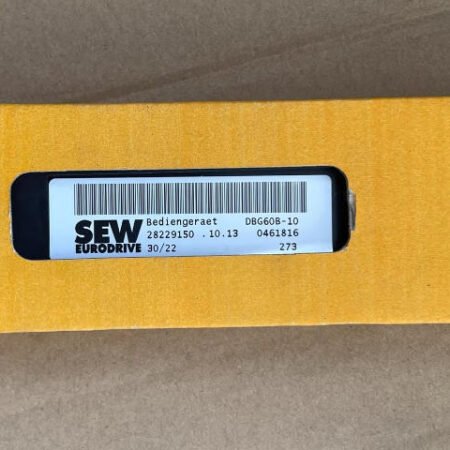 SEW
EURODRIVE
Bediengeraet DBG60B-10
28229150 .10.13 0461816
30/22 273